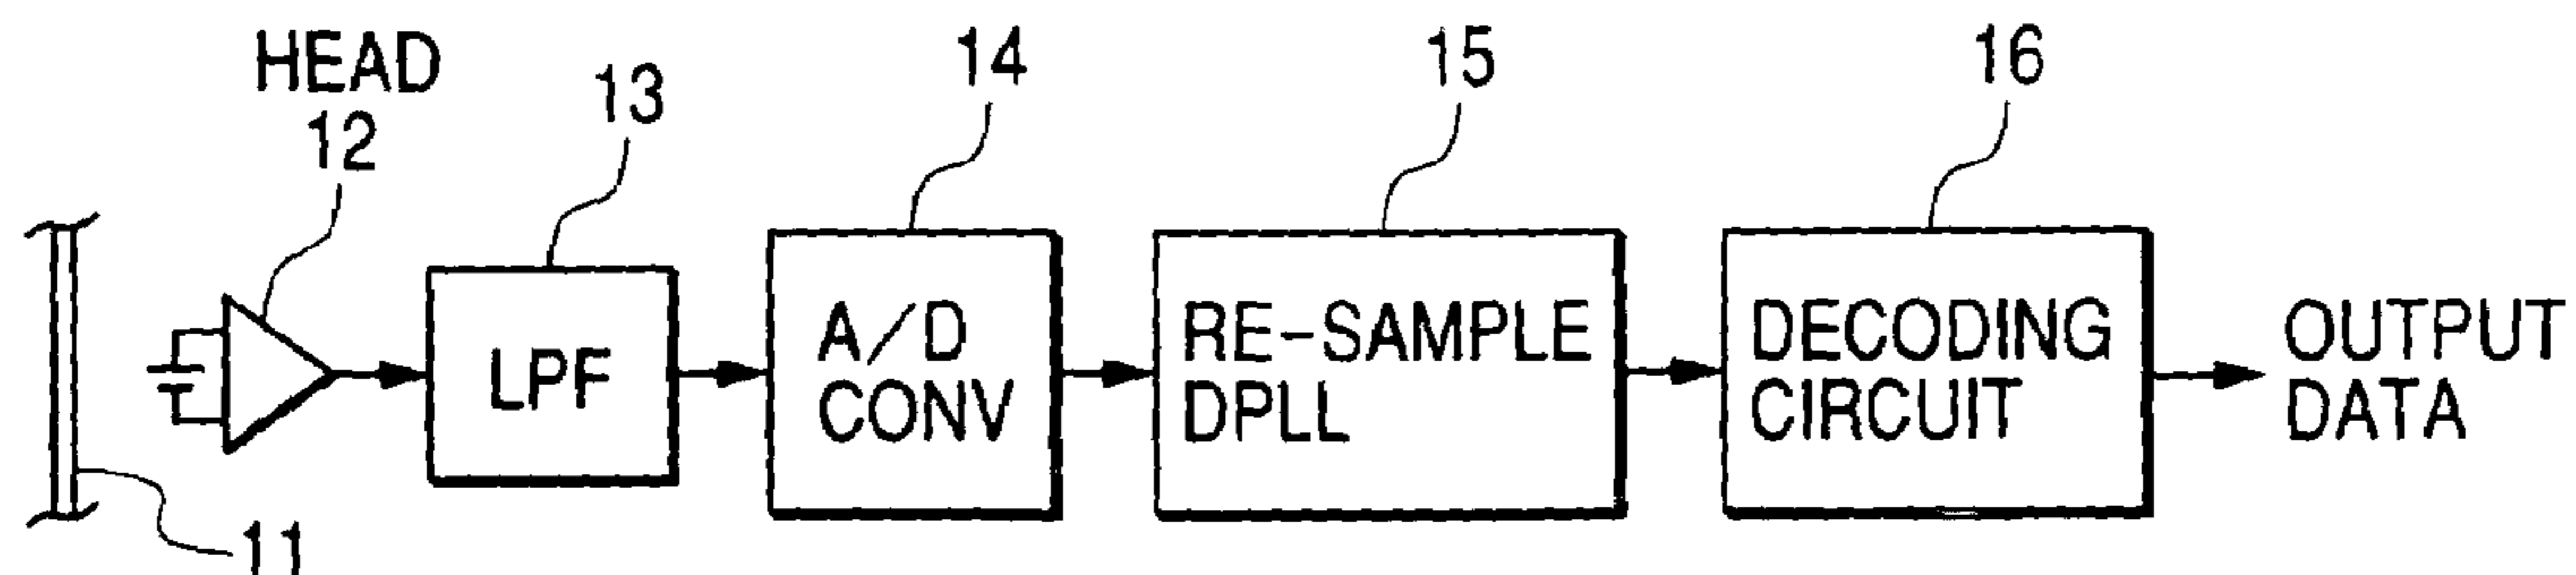 HEAD
12
13
14
15
16
LPF
A/D
CONV
RE-SAMPLE
DPLL
DECODING
CIRCUIT
OUTPUT
DATA
11